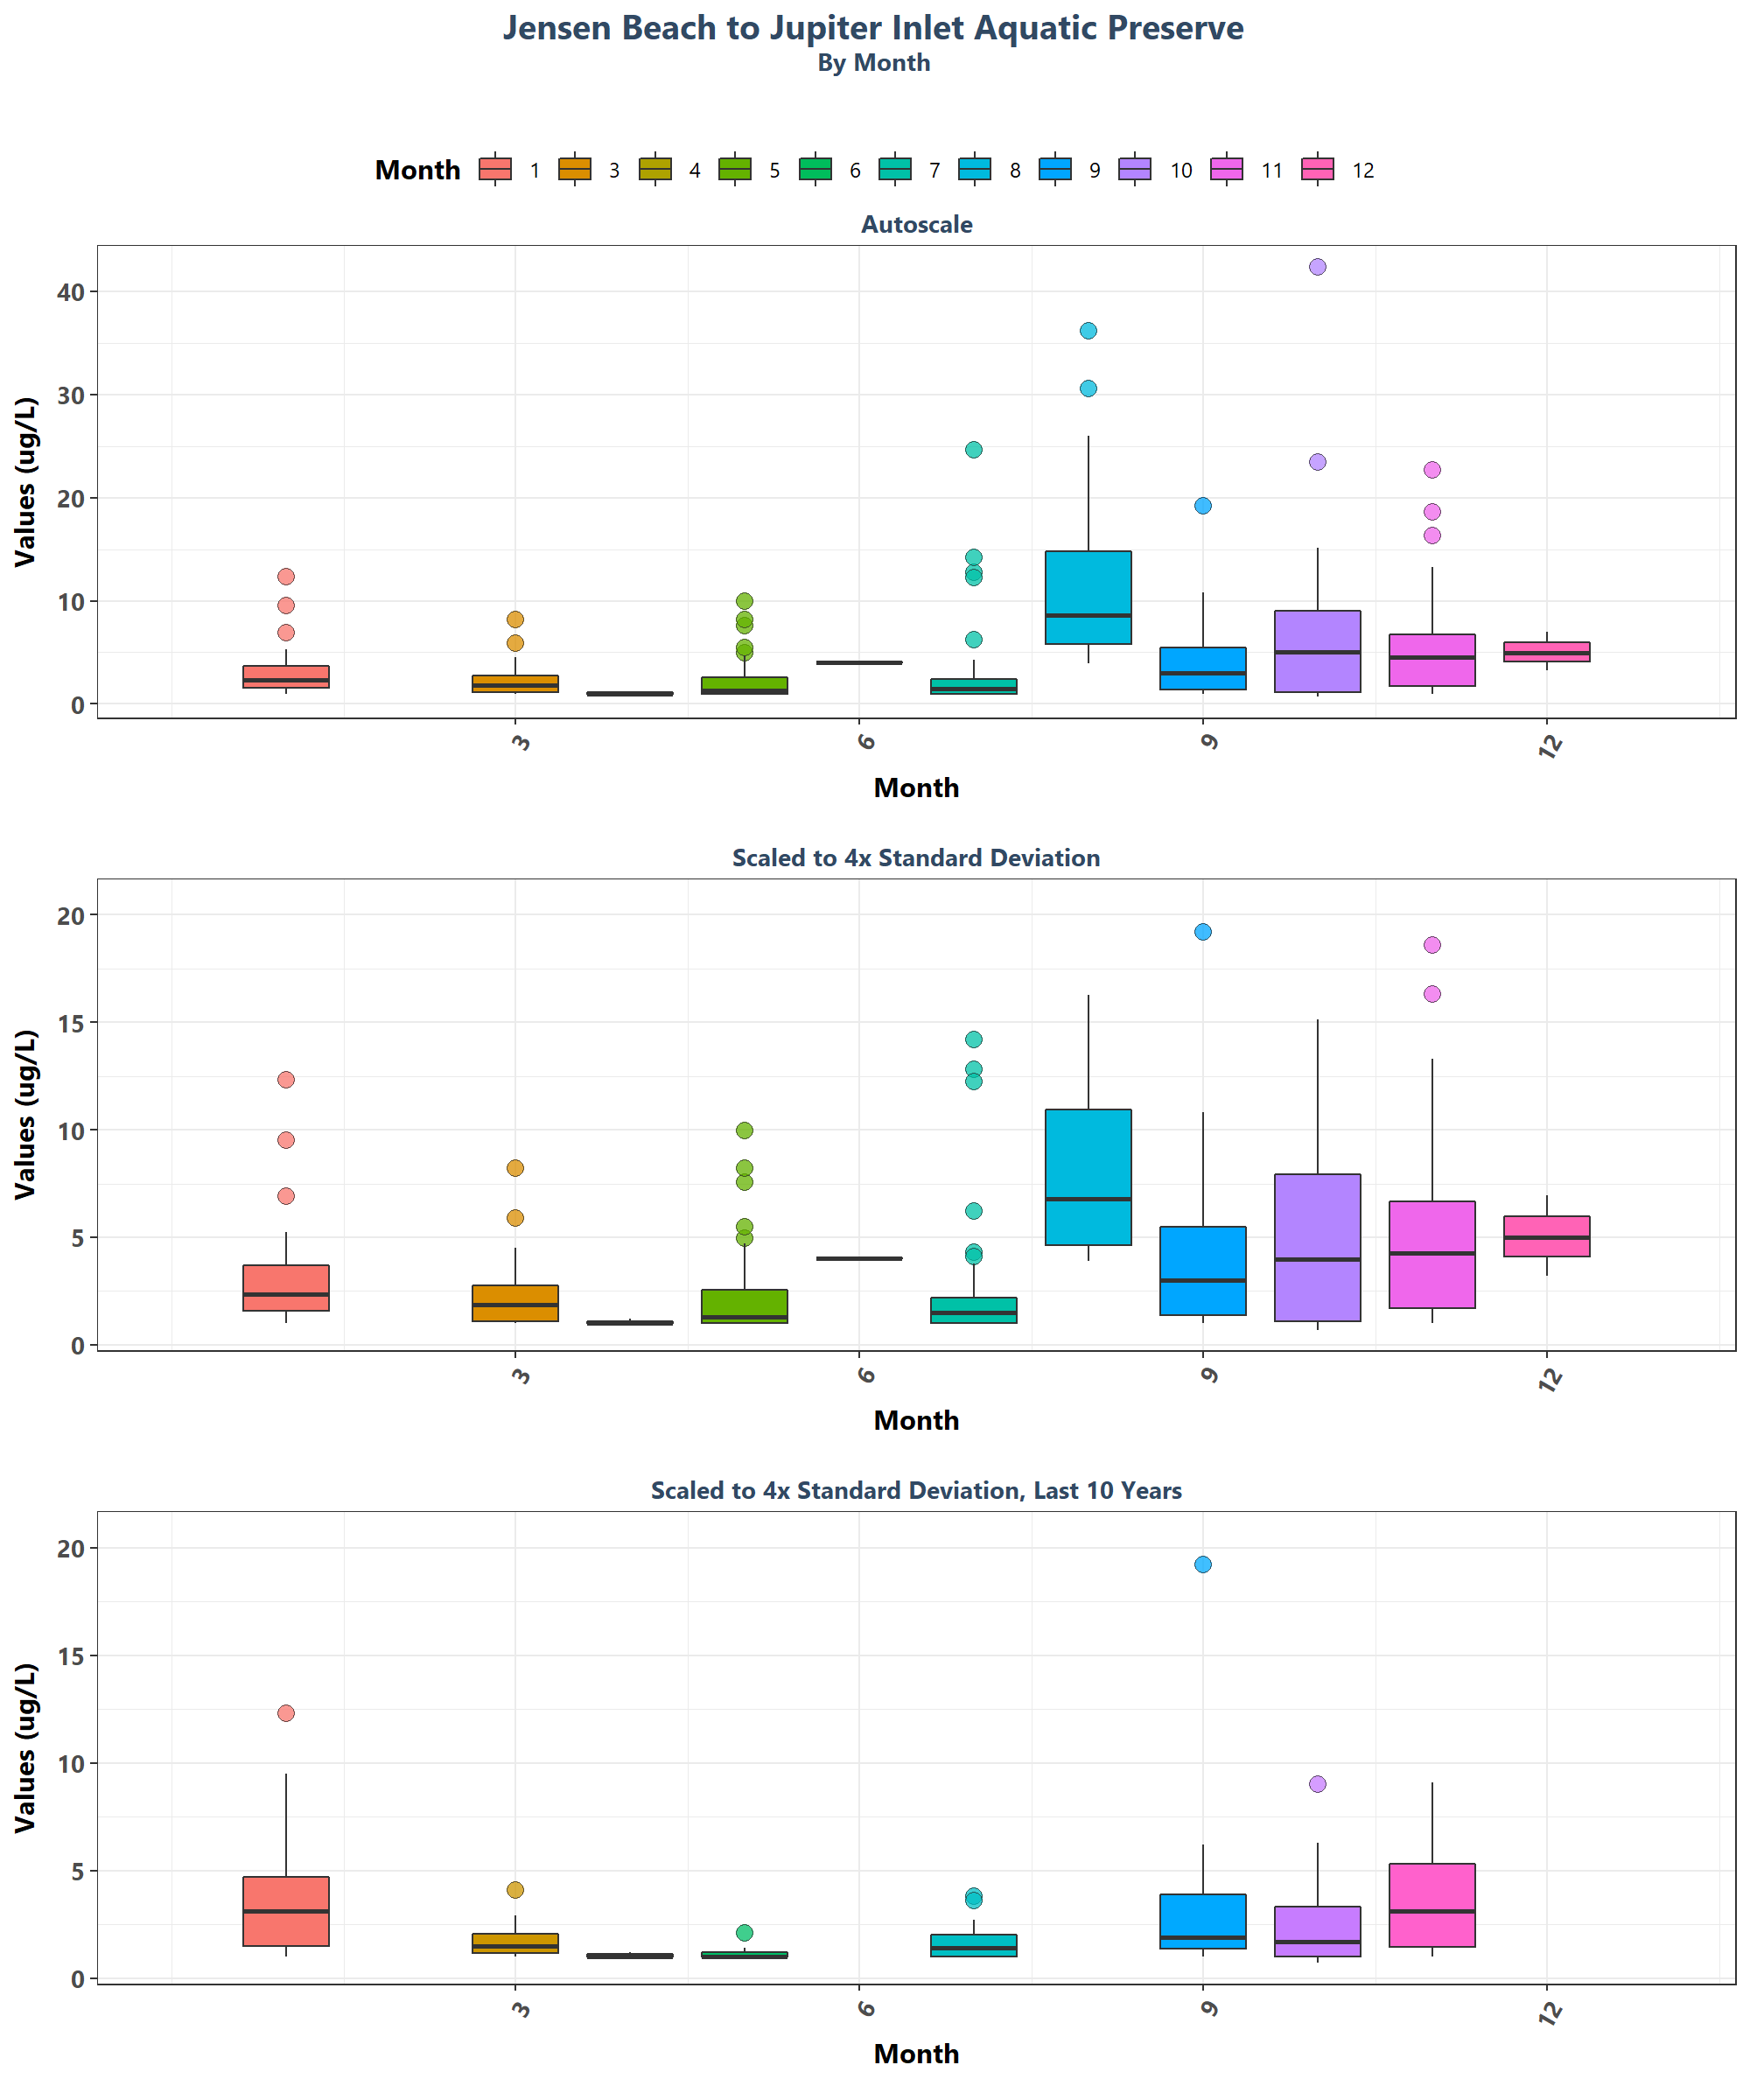 Jensen Beach to Jupiter Inlet Aquatic Preserve
By Month
Month 1 3 4 5 6 7 8 9 10 11 12
Autoscale
Values (ug/L)
40
30
20
10
0
3 6 9 12
Month
Scaled to 4x Standard Deviation
Values (ug/L)
20
15
10
5
0
3 6 9 12
Month
Scaled to 4x Standard Deviation, Last 10 Years
Values (ug/L)
20
15
10
5
0
3 6 9 12
Month